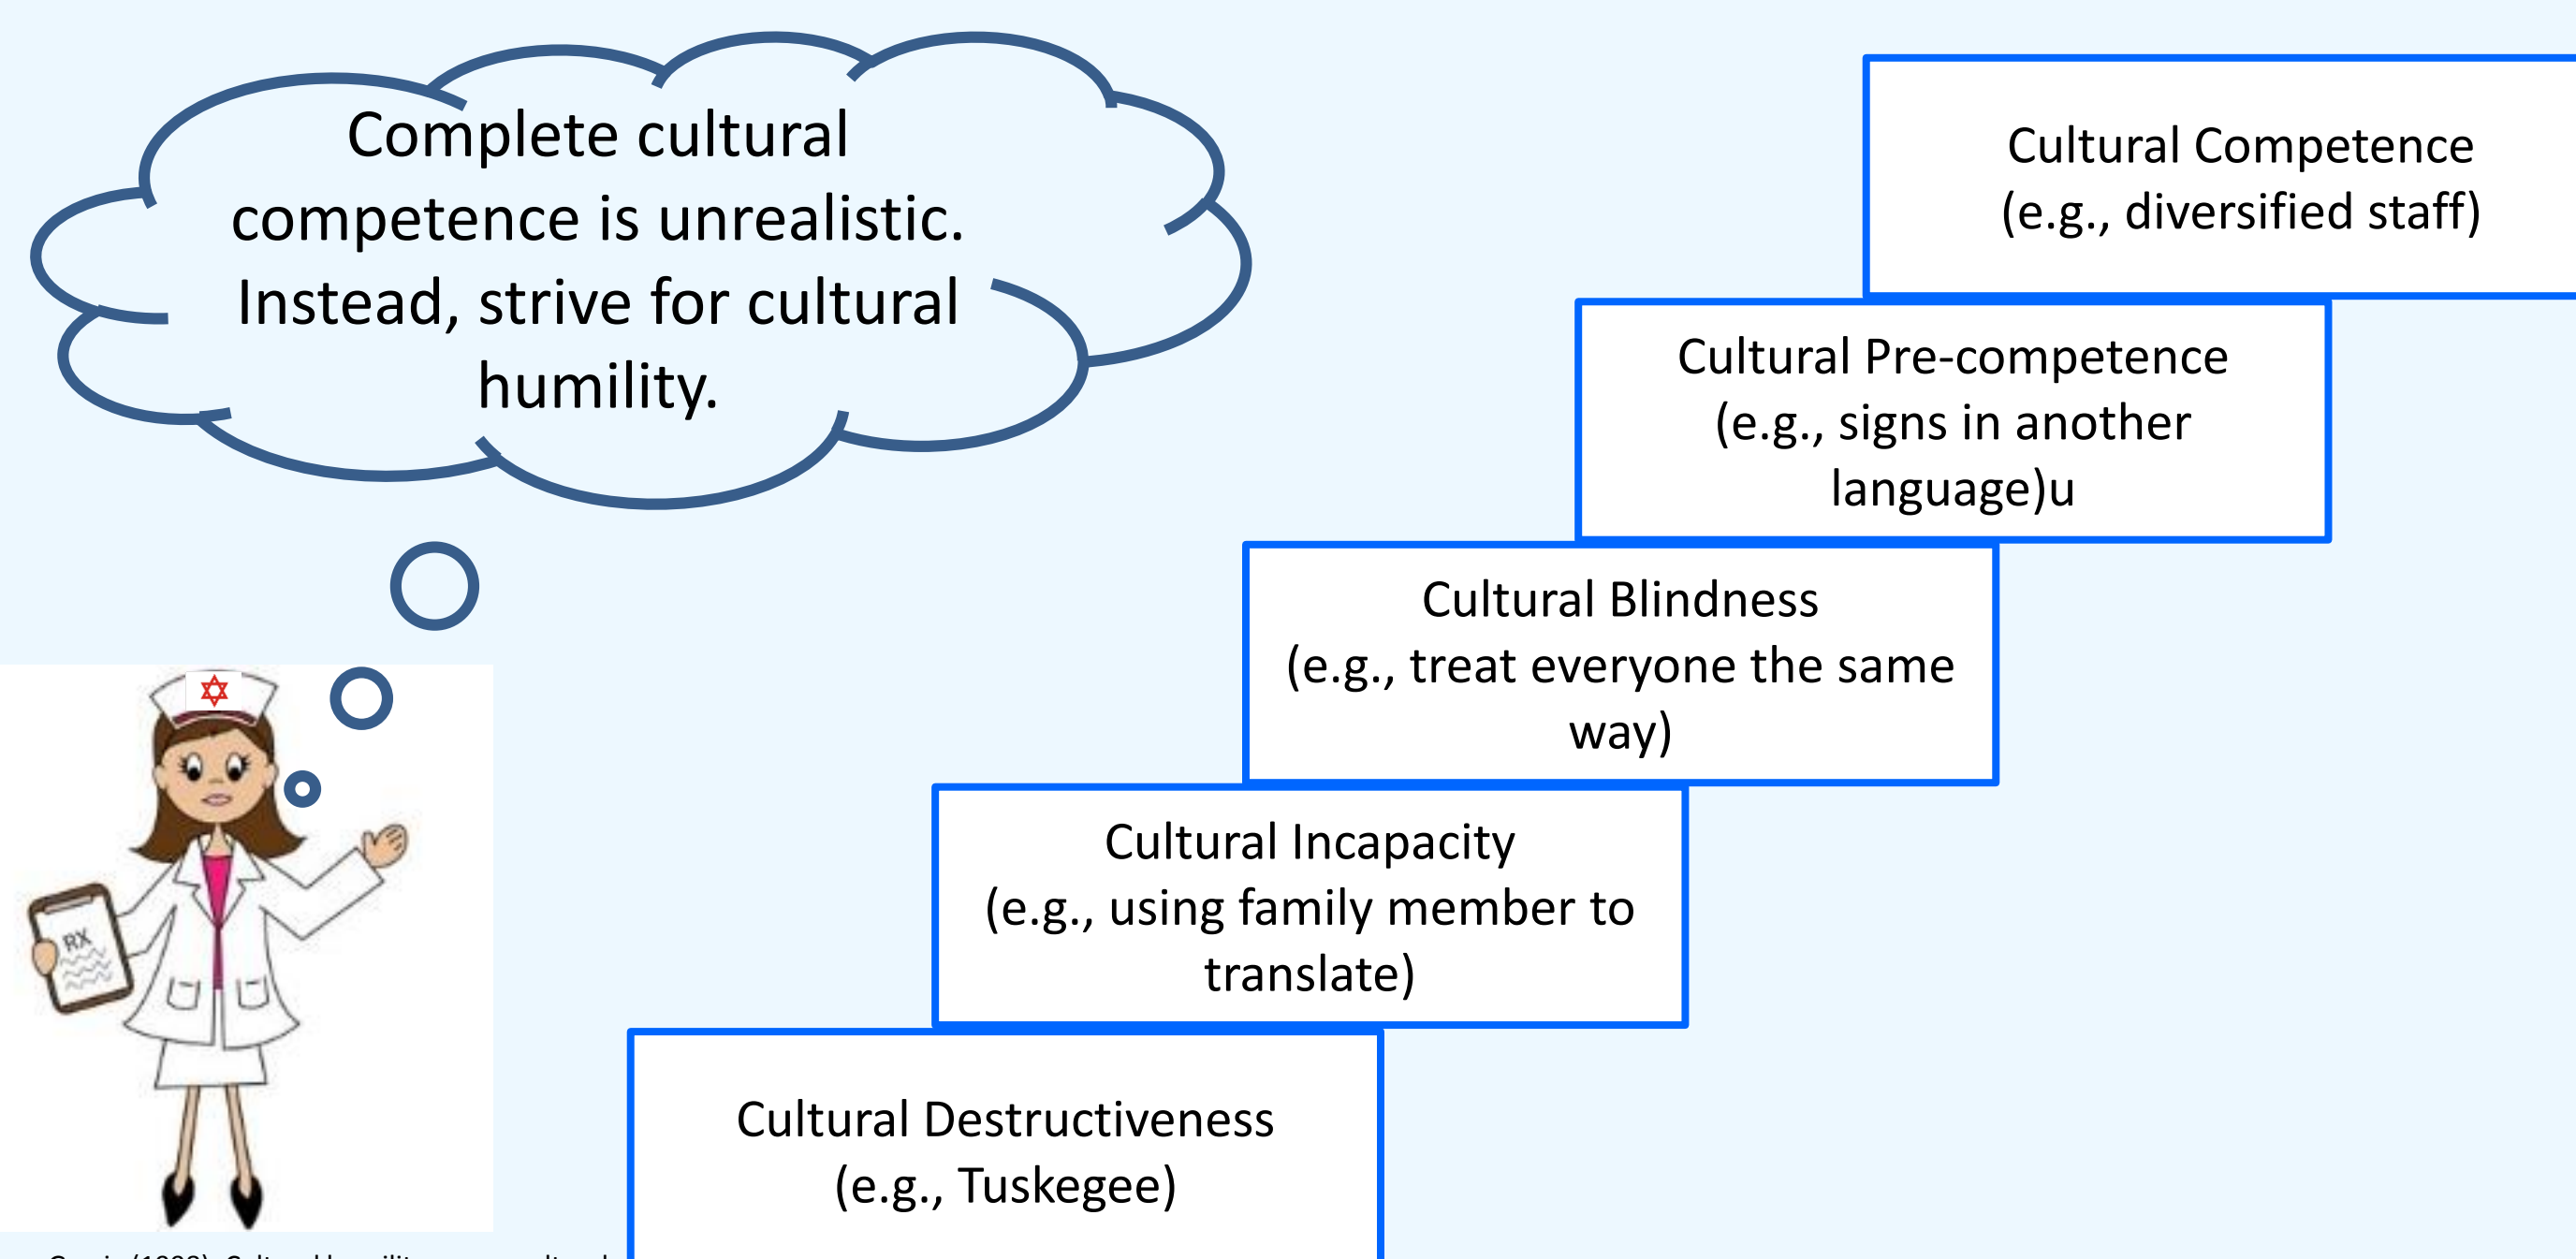 Complete cultural
competence is unrealistic.
Instead, strive for cultural
humility.
Cultural Competence
(e.g., diversified staff)
Cultural Pre-competence
(e.g., signs in another
language)u
Cultural Blindness
(e.g., treat everyone the same
way)
Cultural Incapacity
(e.g., using family member to
translate)
RX
Cultural Destructiveness
(e.g., Tuskegee)